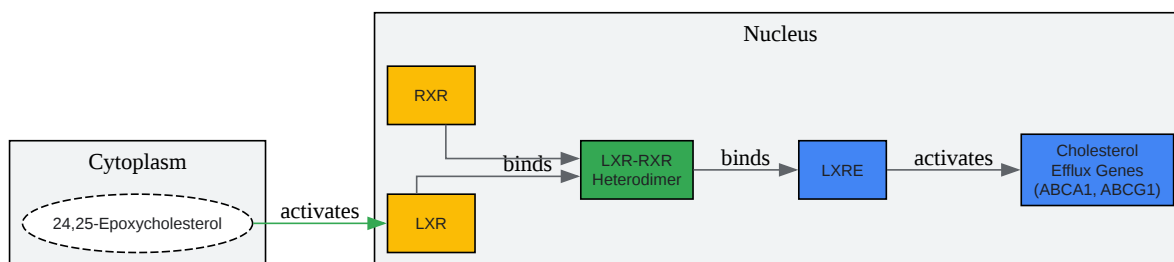 Nucleus
RXR
Cytoplasm
24,25-Epoxycholesterol
activates
LXR
binds
LXR-RXR
Heterodimer
binds
LXRE
activates
Cholesterol
Efflux Genes
(ABCA1, ABCG1)